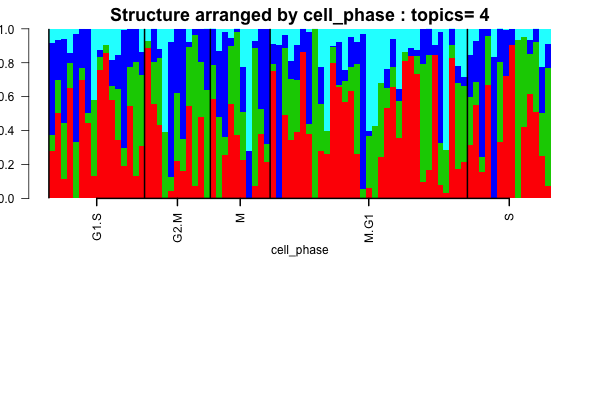 Structure arranged by cell_phase : topics= 4
1.0
0.8
0.6
0.4
0.2
0.0
G1.S
G2.M
M
M.G1
S
cell_phase